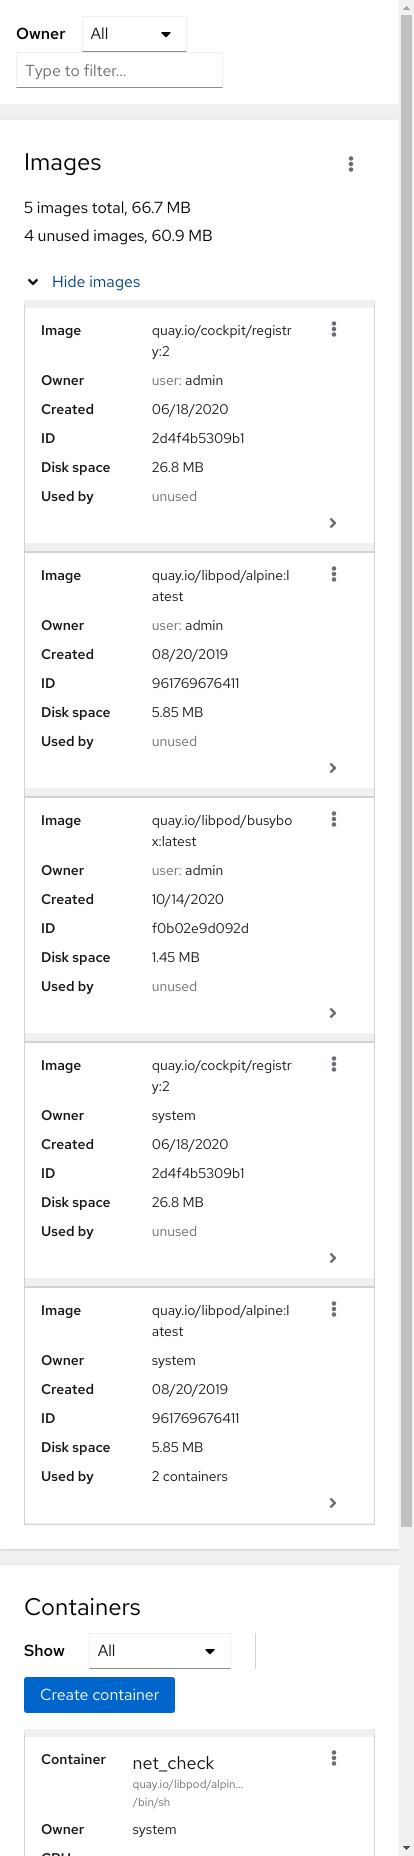 Owner All
Type to filter...
Images
5 images total, 66.7 MB
4 unused images, 60.9 MB
Hide images
Image quay.io/cockpit/registr
y:2
Owner user: admin
Created 06/18/2020
ID 2d4f4b5309b1
Disk space 26.8 MB
Used by unused
Image quay.io/libpod/alpine:l
atest
Owner user: admin
Created 08/20/2019
ID 961769676411
Disk space 5.85 MB
Used by unused
Image quay.io/libpod/busybo
x:latest
Owner user: admin
Created 10/14/2020
ID f0b02e9d092d
Disk space 1.45 MB
Used by unused
Image quay.io/cockpit/registr
y:2
Owner system
Created 06/18/2020
ID 2d4f4b5309b1
Disk space 26.8 MB
Used by unused
Image quay.io/libpod/alpine:l
atest
Owner system
Created 08/20/2019
ID 961769676411
Disk space 5.85 MB
Used by 2 containers
Containers
Show All
Create container
Container net_check
quay.io/libpod/alpin...
/bin/sh
Owner system